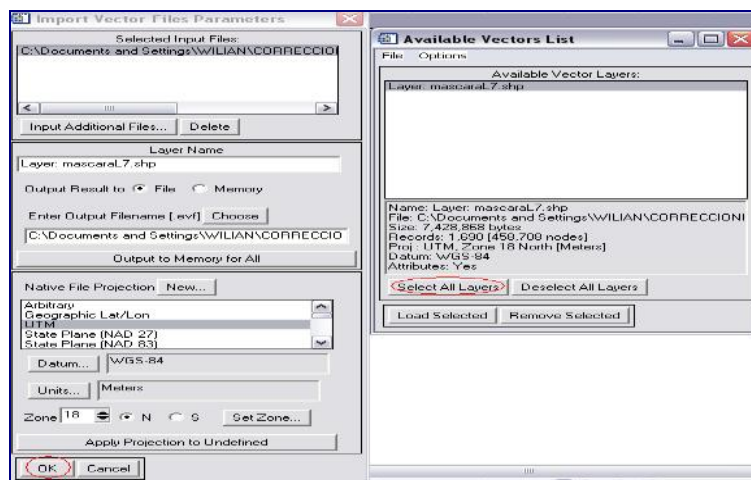 Import Vector Files Parameters
Selected Input Files:
C:\Documents and Settings\WILIAN\CORRECCIO
Input Additional Files... Delete
Layer Name
Layer: mascaraL7.shp
Output Result to File Memory
Enter Output Filename [.evf] Choose
C:\Documents and Settings\WILIAN\CORRECCIO
Output to Memory for All
Native File Projection New...
Arbitrary
Geographic Lat/Lon
UTM
State Plane (NAD 27)
State Plane (NAD 83)
Datum... WGS-84
Units... Meters
Zone 18 N S Set Zone...
Apply Projection to Undefined
OK Cancel
Available Vectors List
File Options
Available Vector Layers:
Layer: mascaraL7.shp
Name: Layer: mascaraL7.shp
File: C:\Documents and Settings\WILIAN\CORRECCIONI
Size: 7,428,868 bytes
Records: 1,690 [459,708 nodes]
Proj : UTM, Zone 18 North [Meters]
Datum: WGS-84
Attributes: Yes
Select All Layers Deselect All Layers
Load Selected Remove Selected